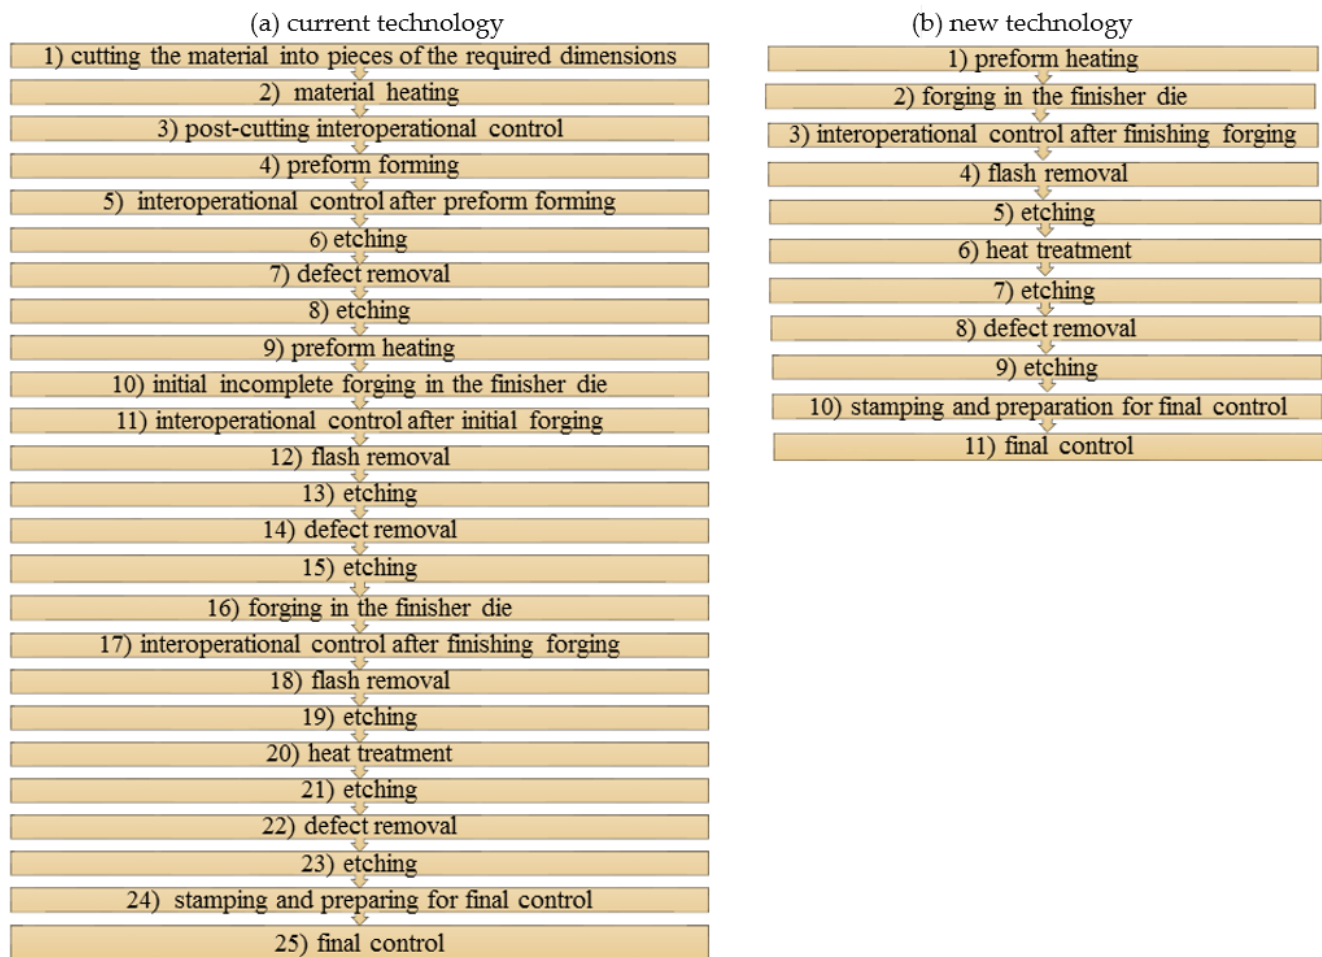 (a) current technology
1) cutting the material into pieces of the required dimensions
2) material heating
3) post-cutting interoperational control
4) preform forming
5) interoperational control after preform forming
6) etching
7) defect removal
8) etching
9) preform heating
10) initial incomplete forging in the finisher die
11) interoperational control after initial forging
12) flash removal
13) etching
14) defect removal
15) etching
16) forging in the finisher die
17) interoperational control after finishing forging
18) flash removal
19) etching
20) heat treatment
21) etching
22) defect removal
23) etching
24) stamping and preparing for final control
25) final control
(b) new technology
1) preform heating
2) forging in the finisher die
3) interoperational control after finishing forging
4) flash removal
5) etching
6) heat treatment
7) etching
8) defect removal
9) etching
10) stamping and preparation for final control
11) final control